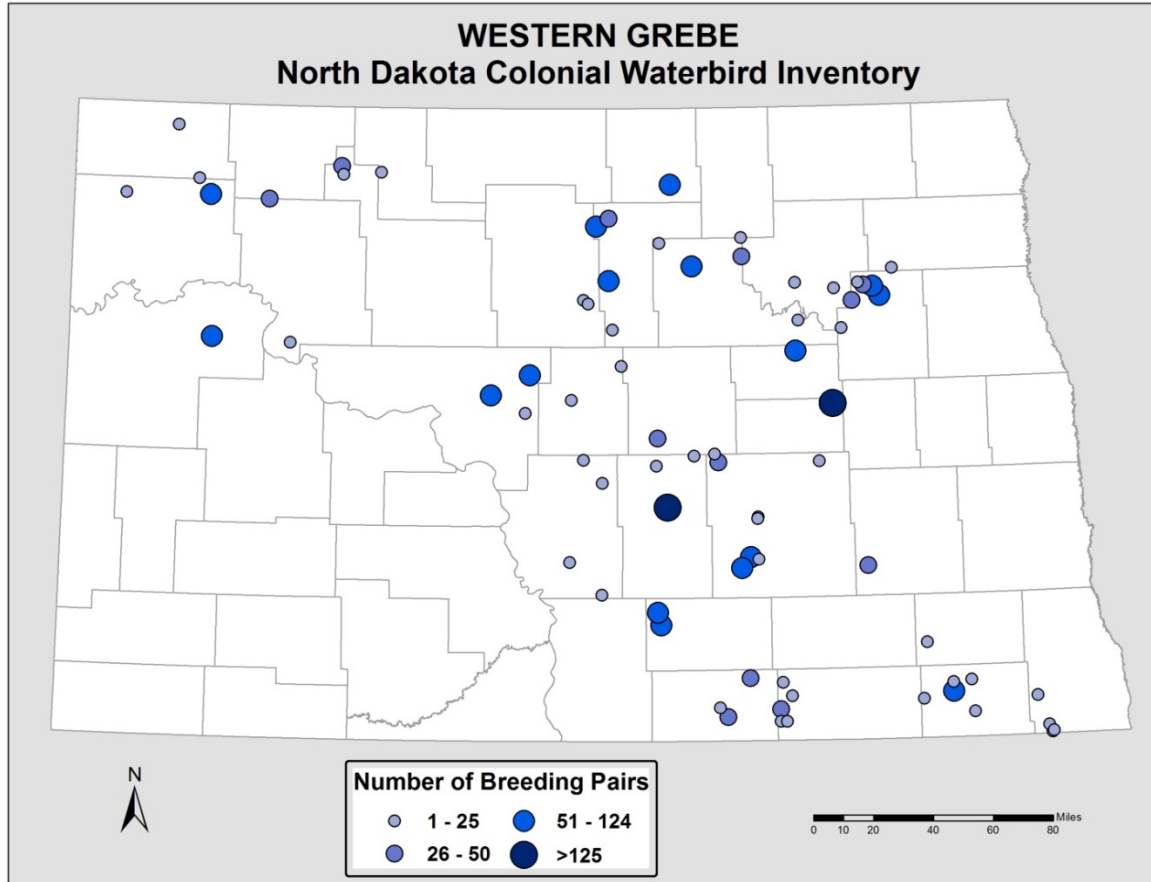 WESTERN GREBE
North Dakota Colonial Waterbird Inventory
N
Number of Breeding Pairs
1 - 25
51 - 124
26 - 50
>125
Miles
0 10 20 40 60 80